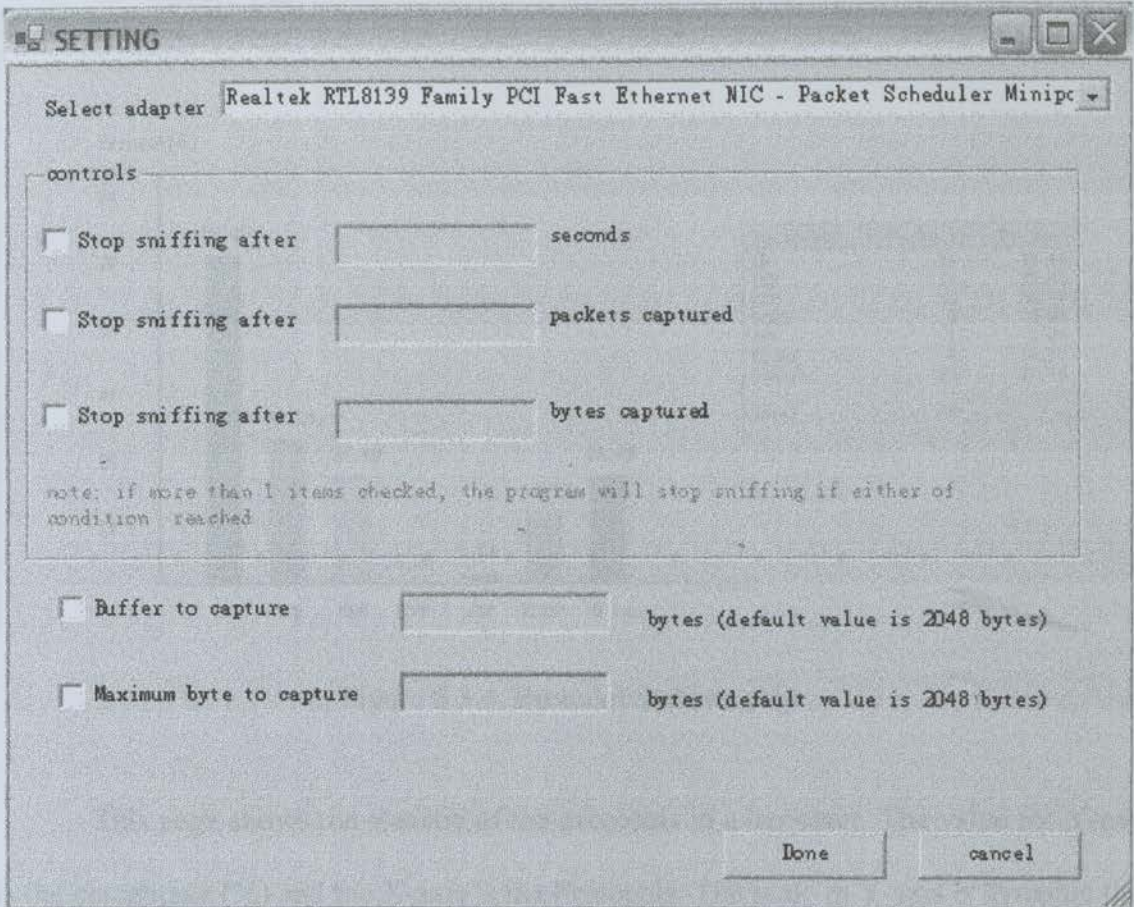 SETTING
Select adapter Realtek RTL8139 Family PCI Fast Ethernet NIC - Packet Scheduler Minipo
controls
Stop sniffing after seconds
Stop sniffing after packets captured
Stop sniffing after bytes captured
note: if more than 1 items checked, the program will stop sniffing if either of
condition reached
Buffer to capture bytes (default value is 2048 bytes)
Maximum byte to capture bytes (default value is 2048 bytes)
Done cancel